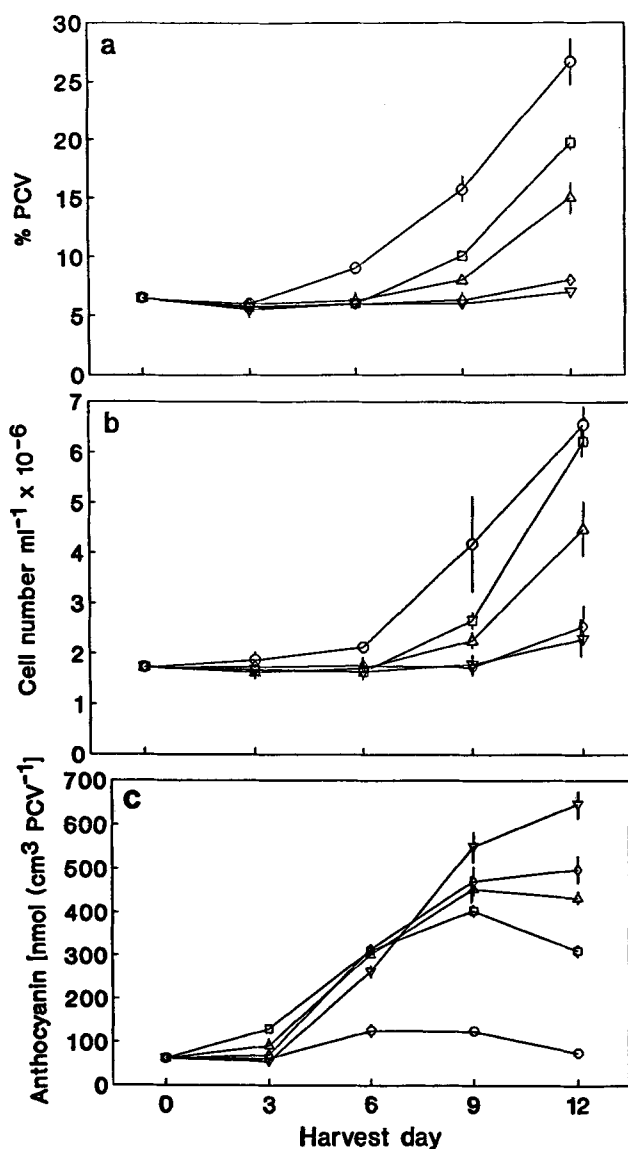 a
30
25
20
15
10
5
0
% PCV
b
7
6
5
4
3
2
1
0
Cell number ml⁻¹ x 10⁻⁶
c
700
600
500
400
300
200
100
0
Anthocyanin [nmol (cm³ PCV⁻¹]
0 3 6 9 12
Harvest day